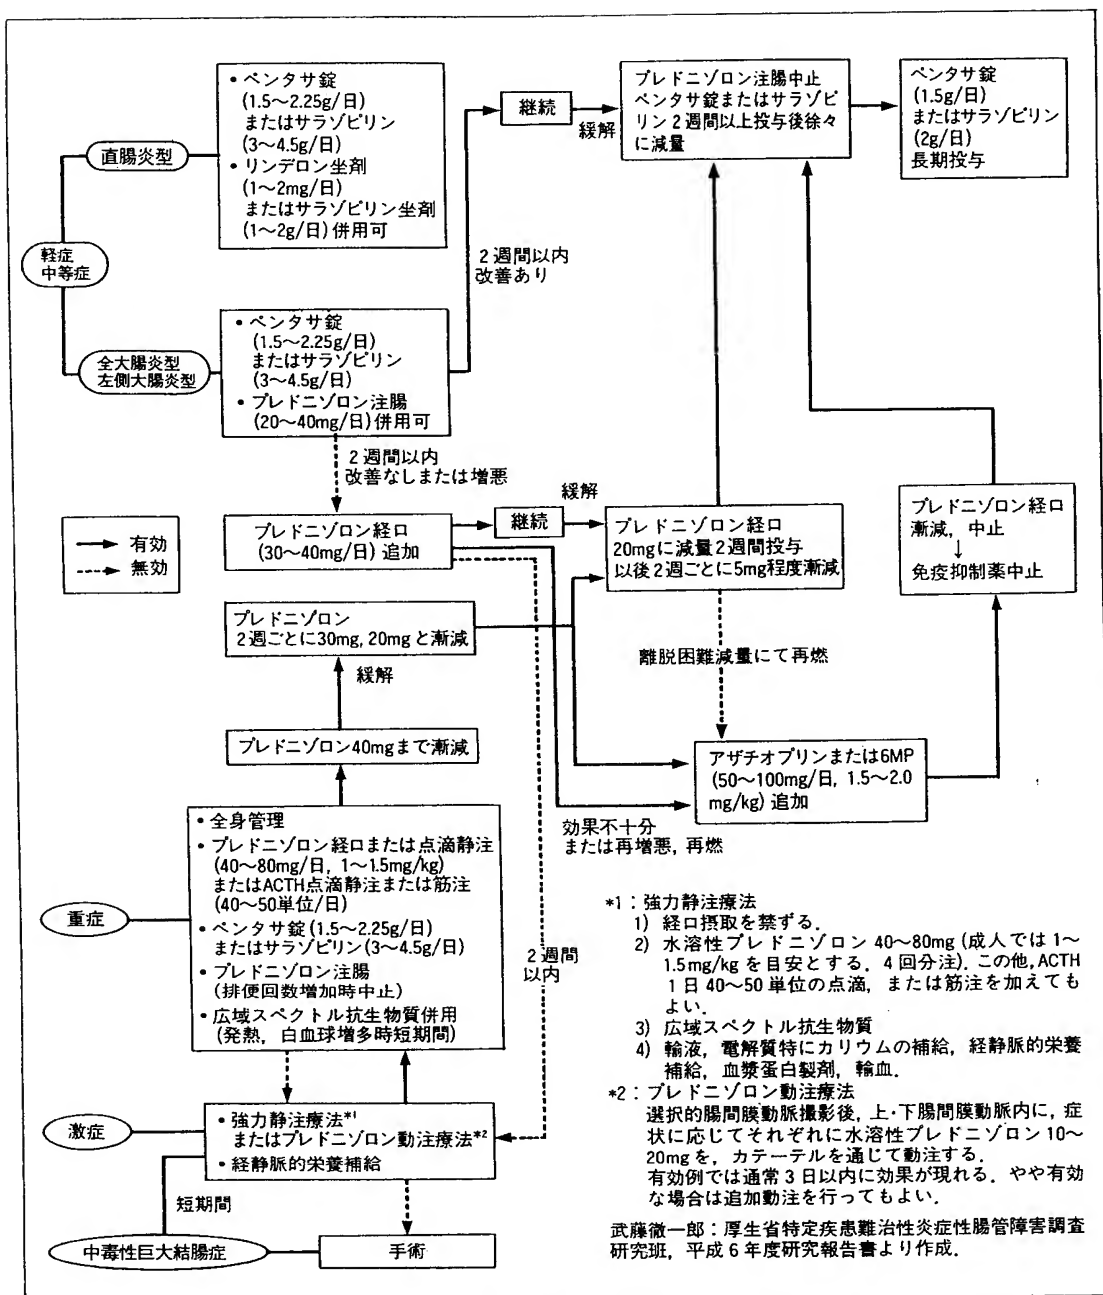 • ペンタサ錠
(1.5〜2.25g/日)
またはサラゾピリン
(3〜4.5g/日)
• リンデロン坐剤
(1〜2mg/日)
またはサラゾピリン坐剤
(1〜2g/日)併用可
直腸炎型
継続
緩解
プレドニゾロン注腸中止
ペンタサ錠またはサラゾピ
リン2週間以上投与後徐々
に減量
ペンタサ錠
(1.5g/日)
またはサラゾピリン
(2g/日)
長期投与
軽症
中等症
2週間以内
改善あり
全大腸炎型
左側大腸炎型
• ペンタサ錠
(1.5〜2.25g/日)
またはサラゾピリン
(3〜4.5g/日)
• プレドニゾロン注腸
(20〜40mg/日)併用可
2週間以内
改善なしまたは増悪
有効
無効
プレドニゾロン経口
(30〜40mg/日)追加
継続
緩解
プレドニゾロン経口
20mgに減量2週間投与
以後2週ごとに5mg程度漸減
プレドニゾロン経口
漸減，中止
↓
免疫抑制薬中止
プレドニゾロン
2週ごとに30mg, 20mgと漸減
離脱困難減量にて再燃
緩解
プレドニゾロン40mgまで漸減
アザチオプリンまたは6MP
(50〜100mg/日, 1.5〜2.0
mg/kg)追加
効果不十分
または再増悪, 再燃
重症
• 全身管理
• プレドニゾロン経口または点滴静注
(40〜80mg/日, 1〜1.5mg/kg)
またはACTH点滴静注または筋注
(40〜50単位/日)
• ペンタサ錠(1.5〜2.25g/日)
またはサラゾピリン(3〜4.5g/日)
• プレドニゾロン注腸
(排便回数増加時中止)
• 広域スペクトル抗生物質併用
(発熱，白血球増多時短期間)
2週間
以内
激症
• 強力静注療法*1
またはプレドニゾロン動注療法*2
• 経静脈的栄養補給
短期間
中毒性巨大結腸症
手術
*1：強力静注療法
1) 経口摂取を禁ずる．
2) 水溶性プレドニゾロン40〜80mg(成人では1〜
1.5mg/kgを目安とする．4回分注)．この他, ACTH
1日40〜50単位の点滴，または筋注を加えても
よい．
3) 広域スペクトル抗生物質
4) 輸液，電解質特にカリウムの補給，経静脈的栄養
補給，血漿蛋白製剤，輸血．
*2：プレドニゾロン動注療法
選択的腸間膜動脈撮影後，上・下腸間膜動脈内に，症
状に応じてそれぞれに水溶性プレドニゾロン10〜
20mgを，カテーテルを通じて動注する．
有効例では通常3日以内に効果が現れる．やや有効
な場合は追加動注を行ってもよい．
武藤徹一郎：厚生省特定疾患難治性炎症性腸管障害調査
研究班，平成6年度研究報告書より作成．